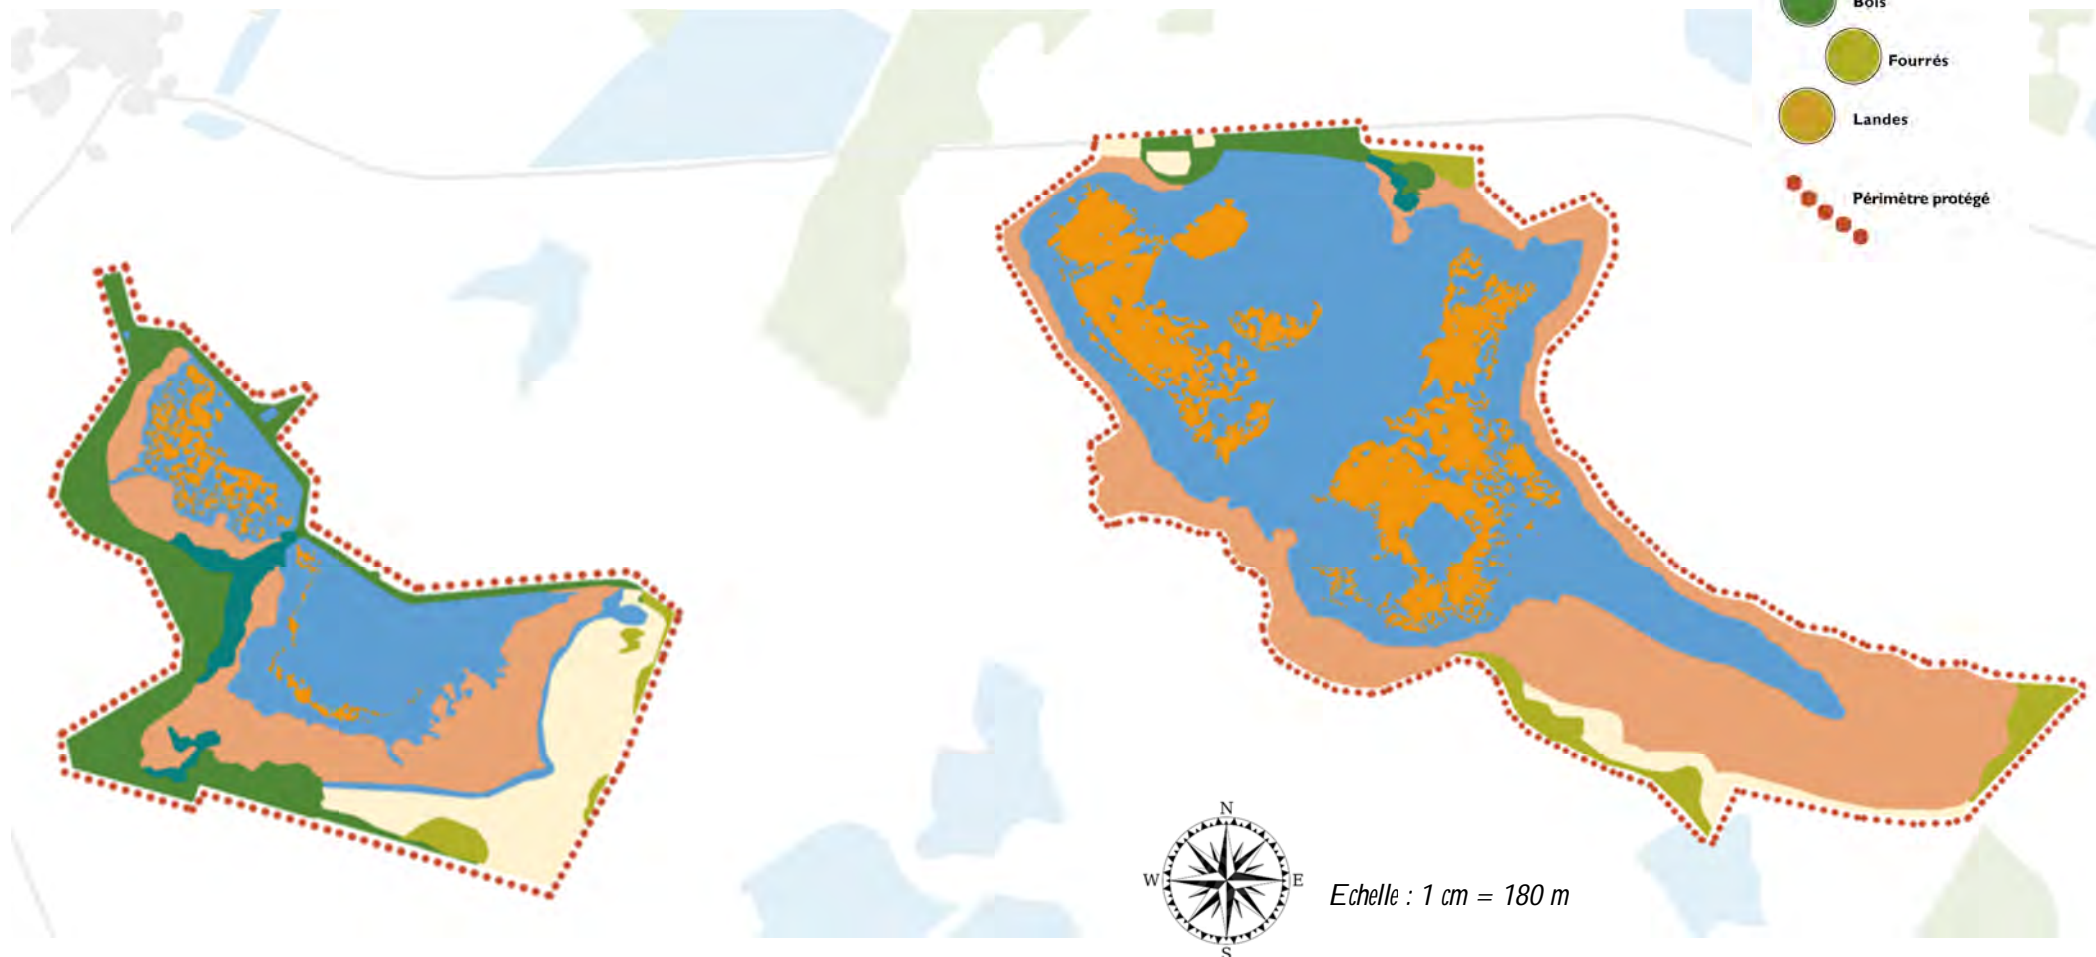 Bois
Fourrés
Landes
Périmètre protégé
N
W
E
S
Echelle : 1 cm = 180 m